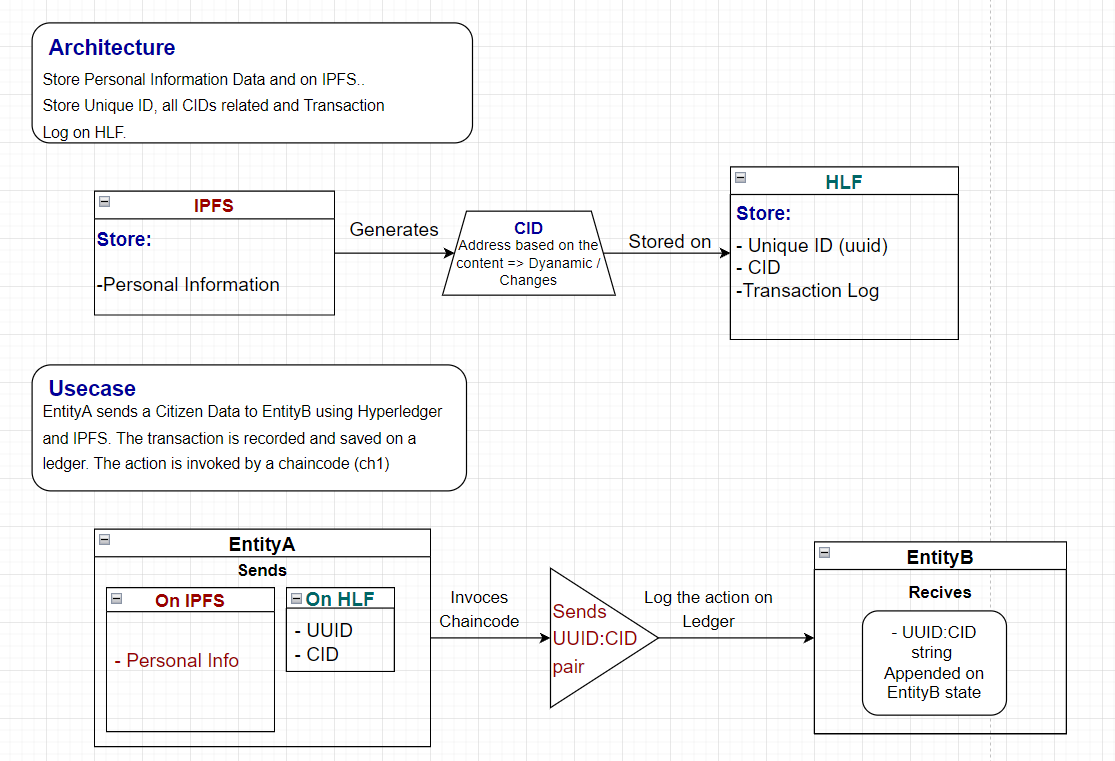 Architecture
Store Personal Information Data and on IPFS..
Store Unique ID, all CIDs related and Transaction
Log on HLF.
IPFS
Store:
-Personal Information
Generates
CID
Address based on the
content => Dyanamic /
Changes
Stored on
HLF
Store:
- Unique ID (uuid)
- CID
-Transaction Log
Usecase
EntityA sends a Citizen Data to EntityB using Hyperledger
and IPFS. The transaction is recorded and saved on a
ledger. The action is invoked by a chaincode (ch1)
EntityA
Sends
On IPFS
- Personal Info
On HLF
- UUID
- CID
Invoces
Chaincode
Sends
UUID:CID
pair
Log the action on
Ledger
EntityB
Recives
- UUID:CID
string
Appended on
EntityB state